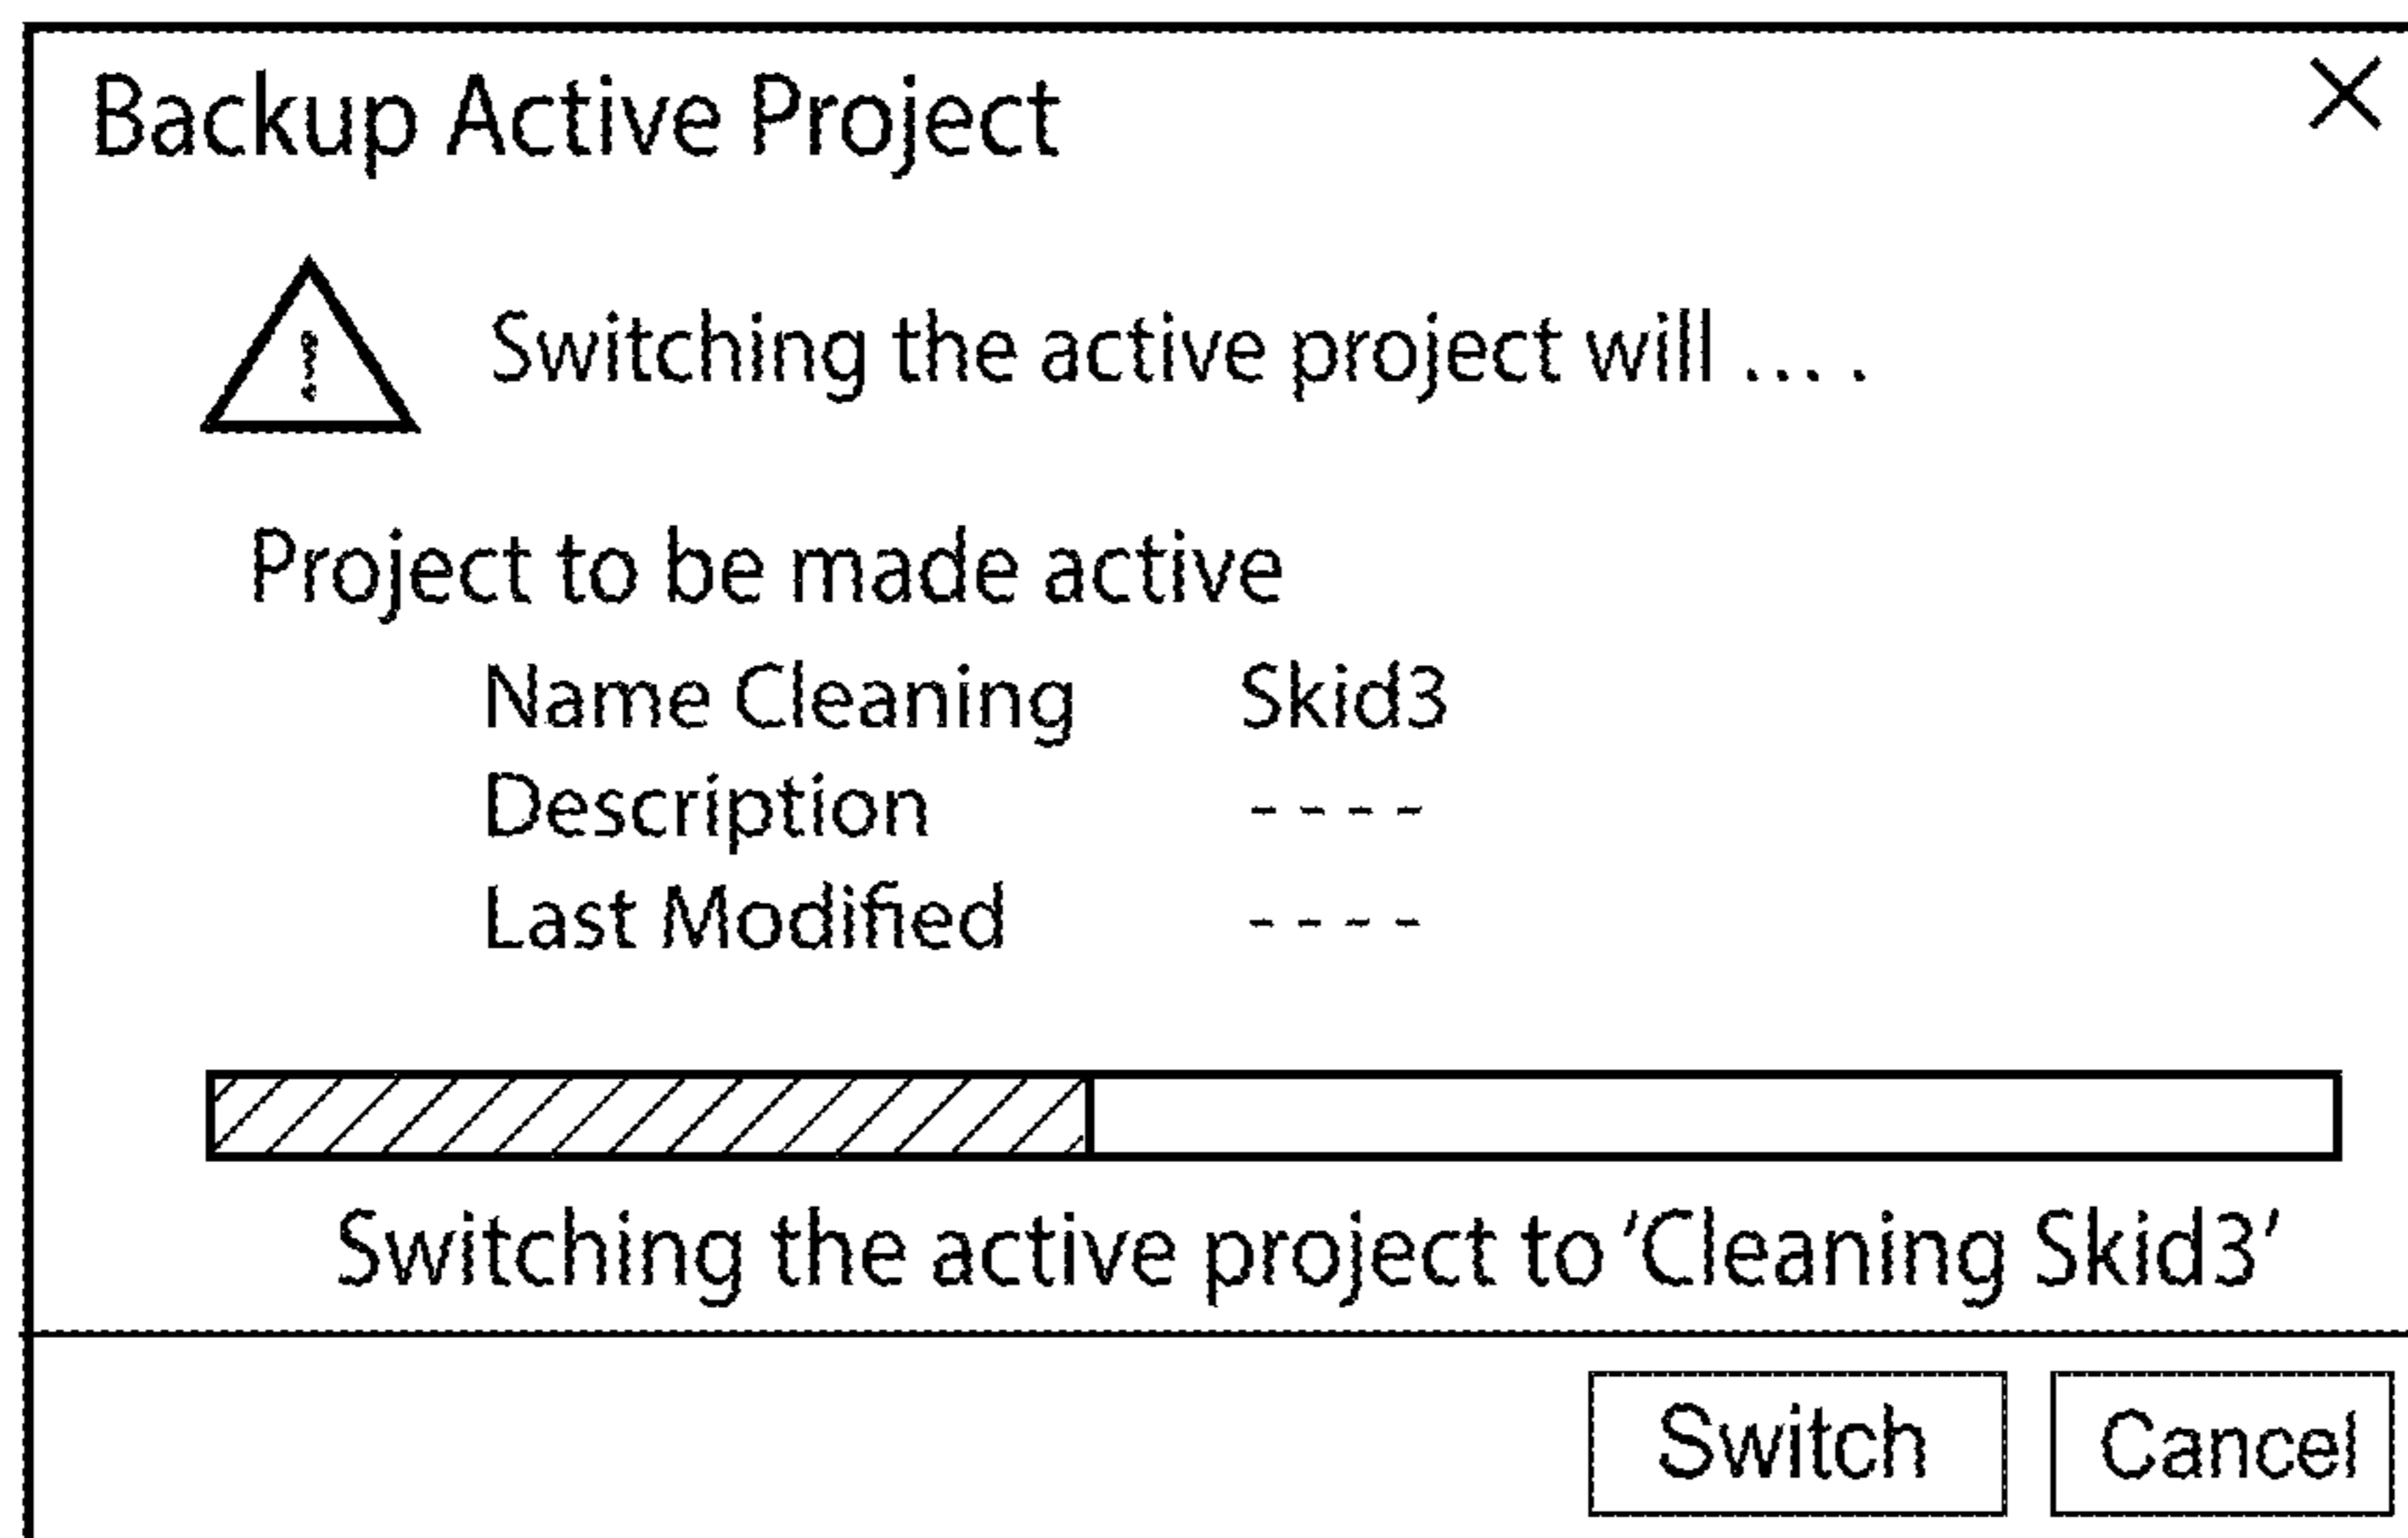 Backup Active Project
!
Switching the active project will ... .
Project to be made active
Name Cleaning Skid3
Description - - - -
Last Modified - - - -
Switching the active project to ‘Cleaning Skid3’
Switch Cancel